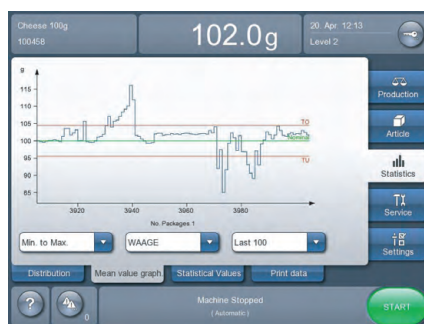 Cheese 100g
100458
102.0g
20. Apr. 12:13
Level 2
g
115
110
105
100
95
90
85
TO
Nominal
TU
3920 3940 3960 3980
No. Packages 1
Min. to Max.
WAAGE
Last 100
Distribution
Mean value graph.
Statistical Values
Print data
Production
Article
Statistics
Service
Settings
?
0
Machine Stopped
( Automatic )
START